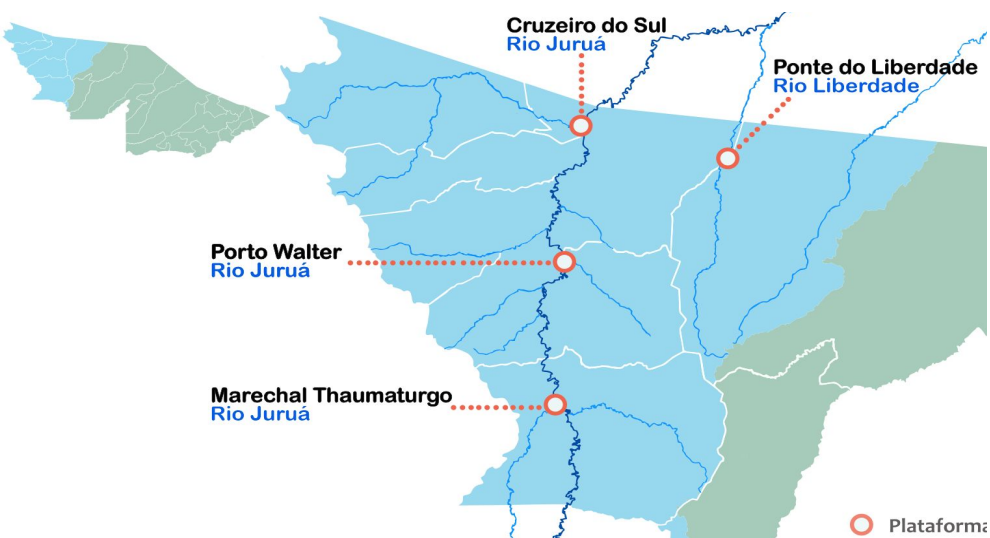 Cruzeiro do Sul
Rio Juruá
Ponte do Liberdade
Rio Liberdade
Porto Walter
Rio Juruá
Marechal Thaumaturgo
Rio Juruá
Plataforma